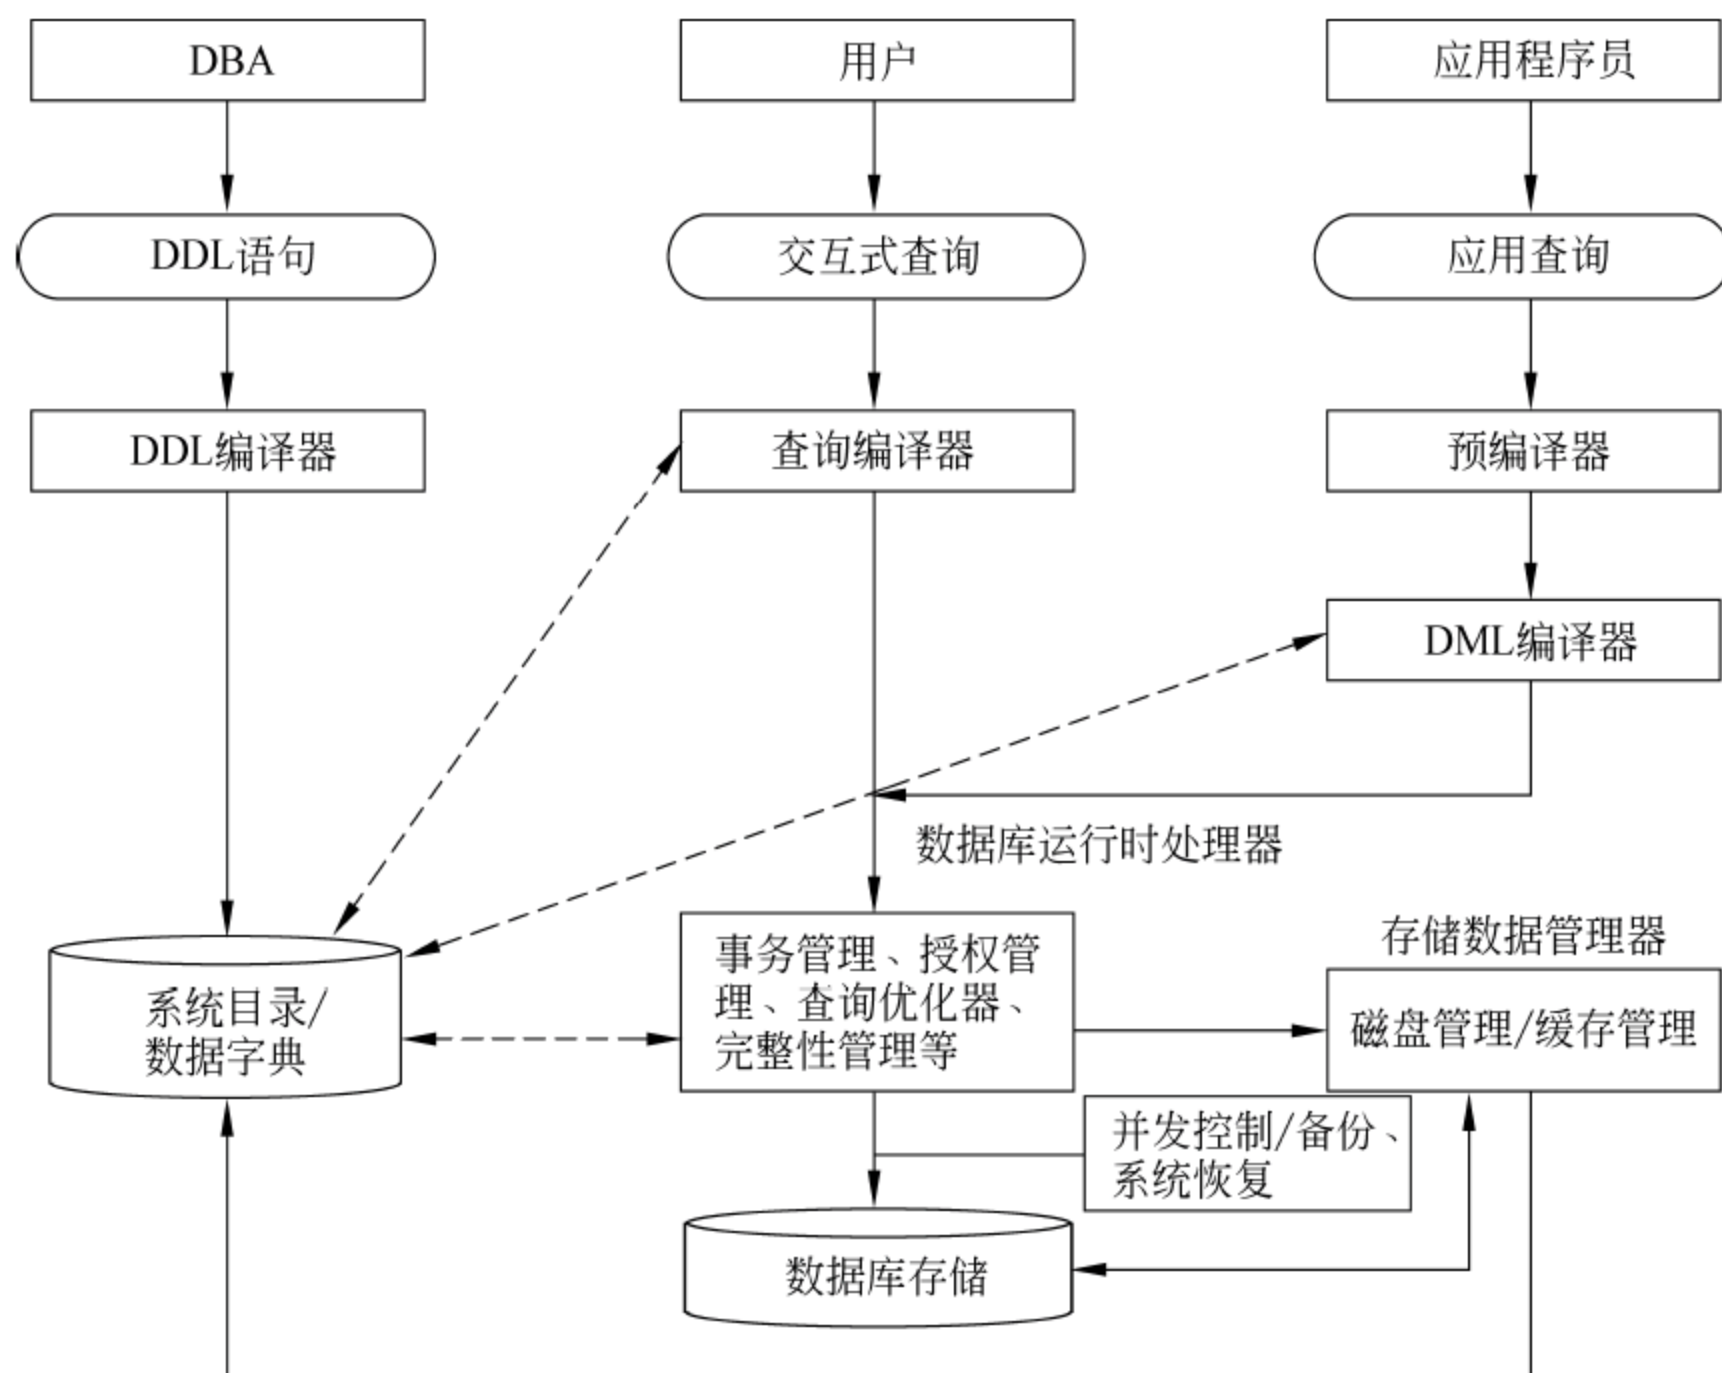 DBA
用户
应用程序员
DDL语句
交互式查询
应用查询
DDL编译器
查询编译器
预编译器
DML编译器
数据库运行时处理器
事务管理、授权管
理、查询优化器、
完整性管理等
存储数据管理器
磁盘管理/缓存管理
系统目录/
数据字典
并发控制/备份、
系统恢复
数据库存储